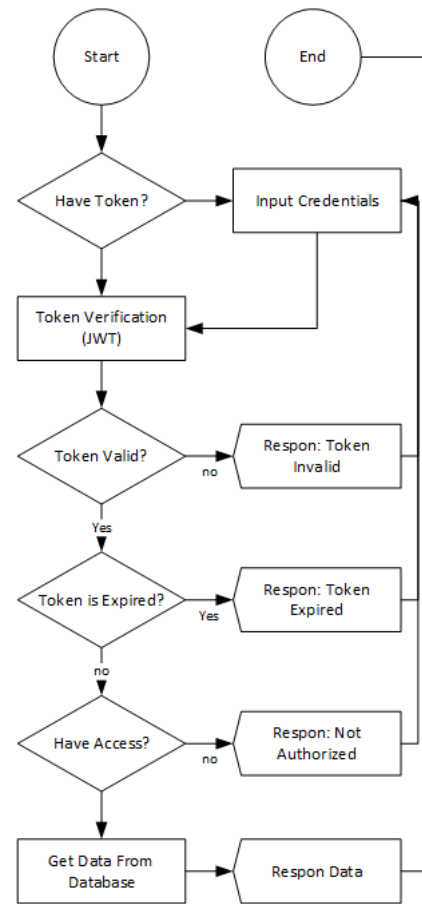 Start
End
Have Token?
Input Credentials
Token Verification
(JWT)
Token Valid?
no
Respon: Token
Invalid
Yes
Token is Expired?
Yes
Respon: Token
Expired
no
Have Access?
no
Respon: Not
Authorized
Get Data From
Database
Respon Data